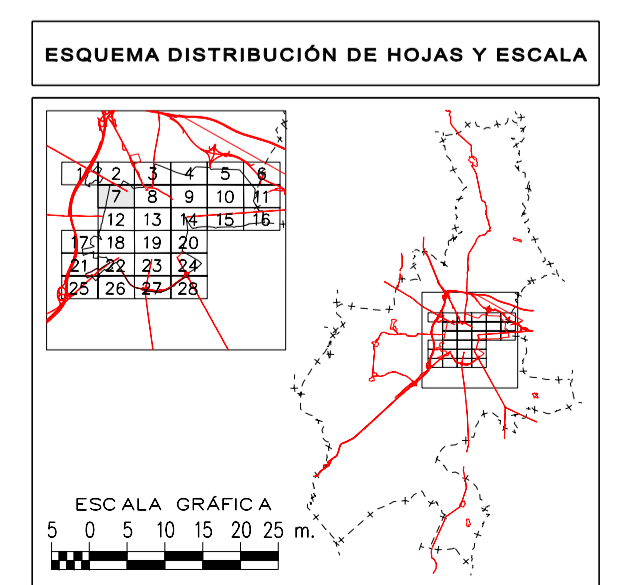 ESQUEMA DISTRIBUCIÓN DE HOJAS Y ESCALA
1 2 3 4 5 6
7 8 9 10 11
12 13 14 15 16
17 18 19 20
21 22 23 24
25 26 27 28
ESCALA GRÁFICA
5 0 5 10 15 20 25 m.